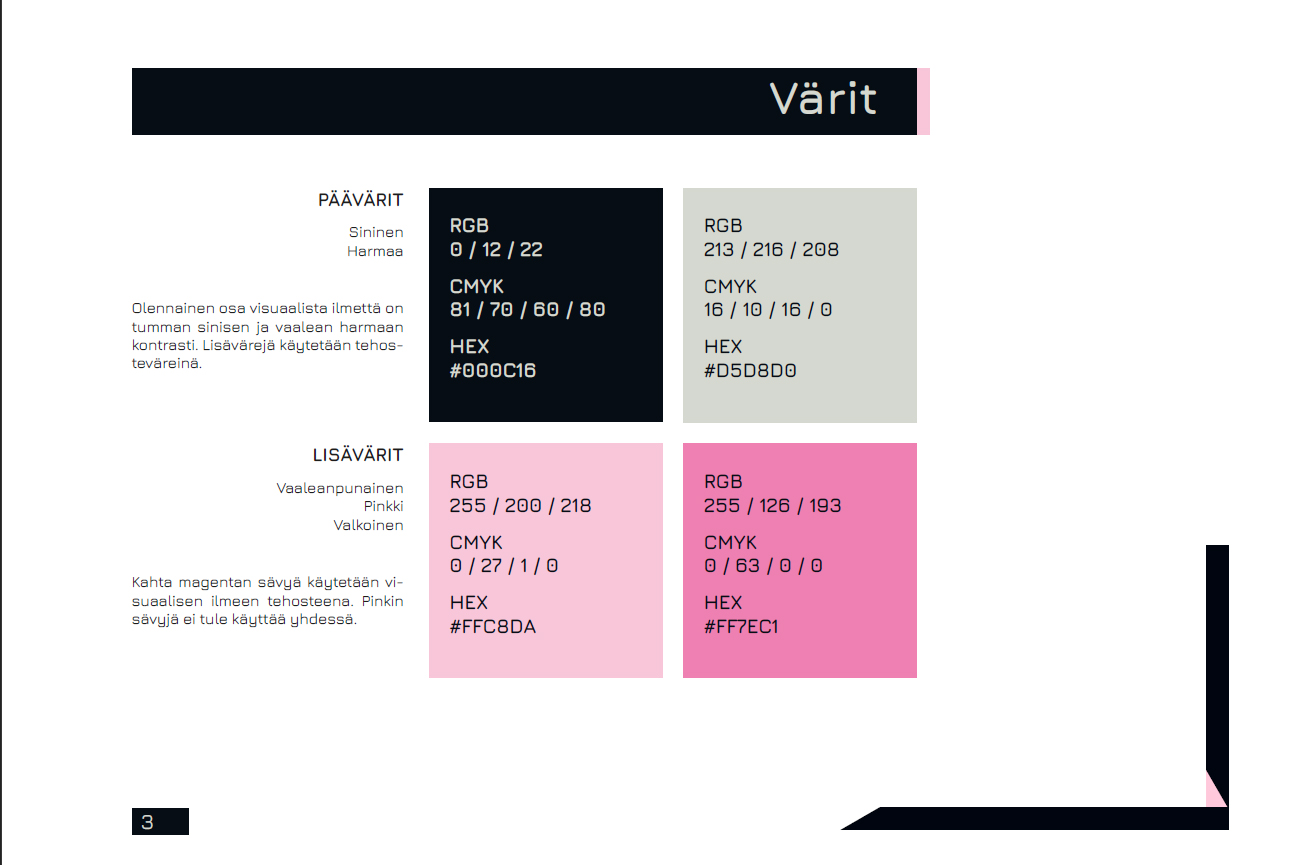 Värit
PÄÄVÄRIT
Sininen
Harmaa
Olennainen osa visuaalista ilmettä on
tumman sinisen ja vaalean harmaan
kontrasti. Lisävärejä käytetään tehos-
teväreinä.
RGB
0 / 12 / 22
CMYK
81 / 70 / 60 / 80
HEX
#000C16
RGB
213 / 216 / 208
CMYK
16 / 10 / 16 / 0
HEX
#D5D8D0
LISÄVÄRIT
Vaaleanpunainen
Pinkki
Valkoinen
Kahta magentan sävyä käytetään vi-
suaalisen ilmeen tehosteena. Pinkin
sävyjä ei tule käyttää yhdessä.
RGB
255 / 200 / 218
CMYK
0 / 27 / 1 / 0
HEX
#FFC8DA
RGB
255 / 126 / 193
CMYK
0 / 63 / 0 / 0
HEX
#FF7EC1
3